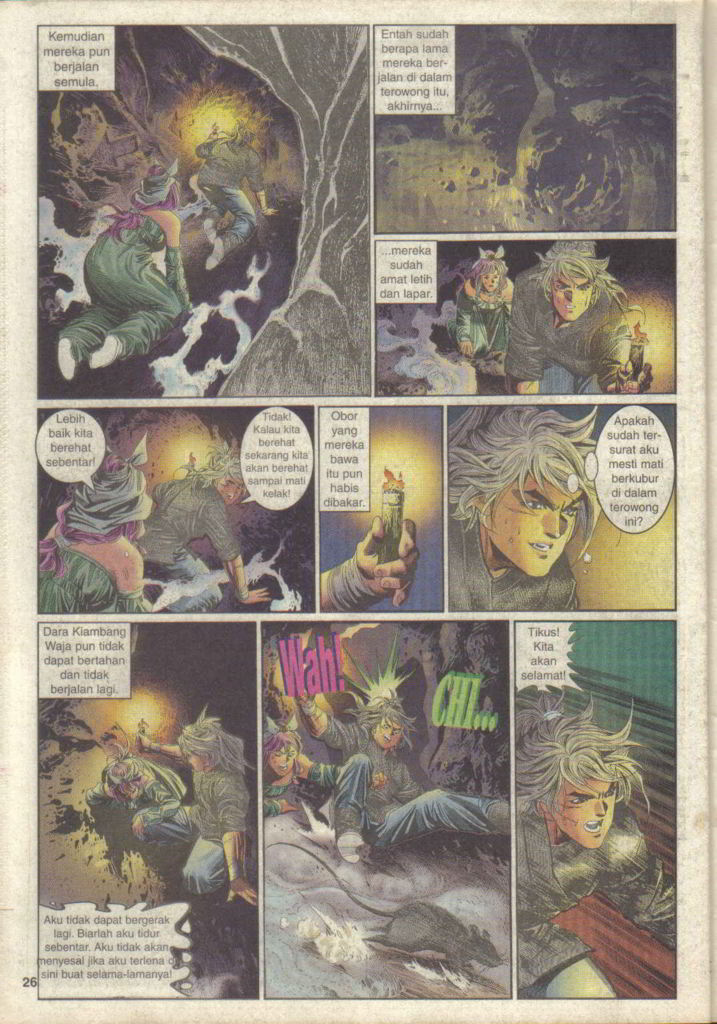 Kemudian
mereka pun
berjalan
semula.
Entah sudah
berapa lama
mereka ber-
jalan di dalam
terowong itu,
akhirnya...
...mereka
sudah
amat letih
dan lapar.
Lebih
baik kita
berehat
sebentar!
Tidak!
Kalau kita
berehat
sekarang kita
akan berehat
sampai mati
kelak!
Obor
yang
mereka
bawa
itu pun
habis
dibakar.
Apakah
sudah ter-
surat aku
mesti mati
berkubur
di dalam
terowong
ini?
Dara Kiambang
Waja pun tidak
dapat bertahan
dan tidak
berjalan lagi.
Aku tidak dapat bergerak
lagi. Biarlah aku tidur
sebentar. Aku tidak akan
menyesal jika aku terlena di
sini buat selama-lamanya!
Wah!
CHI...
Tikus!
Kita
akan
selamat!
26